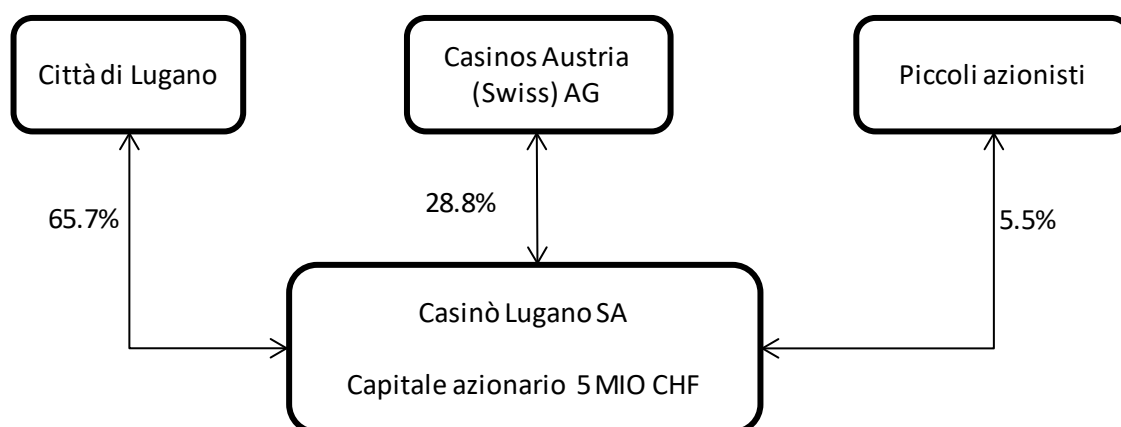 Città di Lugano
Casinos Austria
(Swiss) AG
Piccoli azionisti
65.7%
28.8%
5.5%
Casinò Lugano SA
Capitale azionario 5 MIO CHF